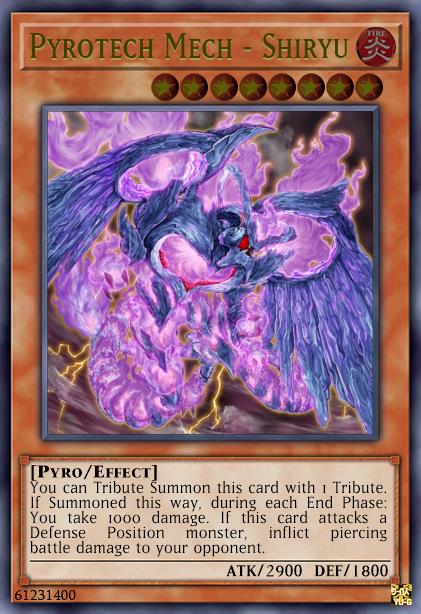 Pyrotech Mech - Shiryu
FIRE
炎
[Pyro/Effect]
You can Tribute Summon this card with 1 Tribute.
If Summoned this way, during each End Phase:
You take 1000 damage. If this card attacks a
Defense Position monster, inflict piercing
battle damage to your opponent.
ATK/2900 DEF/1800
61231400